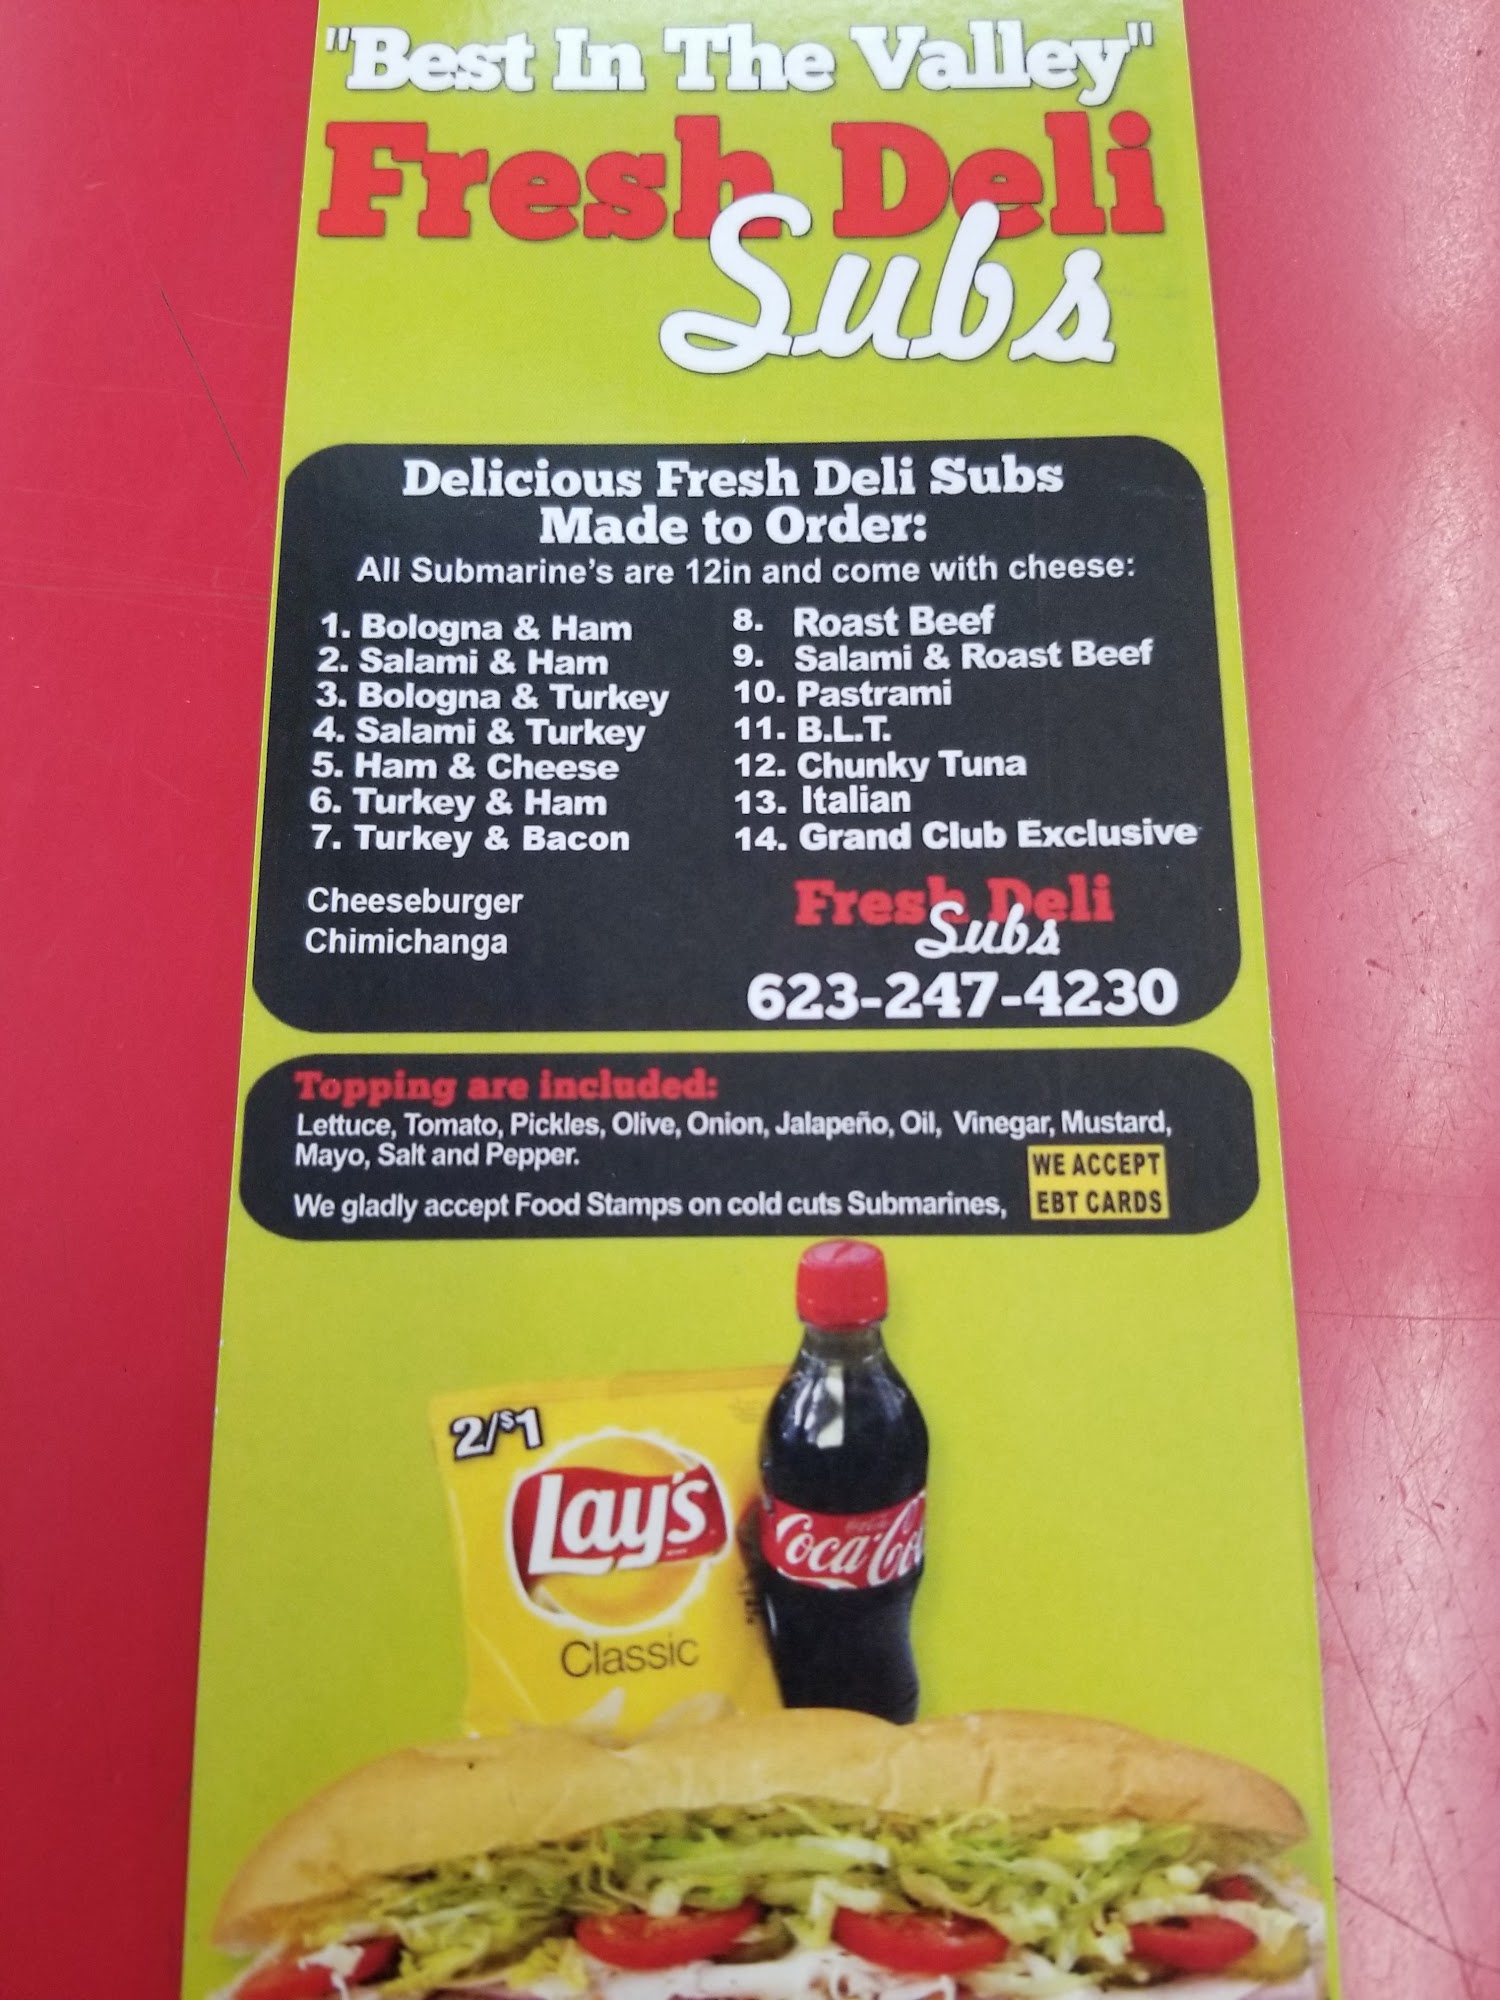 "Best In The Valley"
Fresh Deli
Subs
Delicious Fresh Deli Subs
Made to Order:
All Submarine's are 12in and come with cheese:
1. Bologna & Ham
2. Salami & Ham
3. Bologna & Turkey
4. Salami & Turkey
5. Ham & Cheese
6. Turkey & Ham
7. Turkey & Bacon
8. Roast Beef
9. Salami & Roast Beef
10. Pastrami
11. B.L.T.
12. Chunky Tuna
13. Italian
14. Grand Club Exclusive
Cheeseburger
Chimichanga
Fresh Deli
Subs
623-247-4230
Topping are included:
Lettuce, Tomato, Pickles, Olive, Onion, Jalapeño, Oil, Vinegar, Mustard,
Mayo, Salt and Pepper.
We gladly accept Food Stamps on cold cuts Submarines,
WE ACCEPT
EBT CARDS
2/$1
Lay's
Classic
Coca-Co